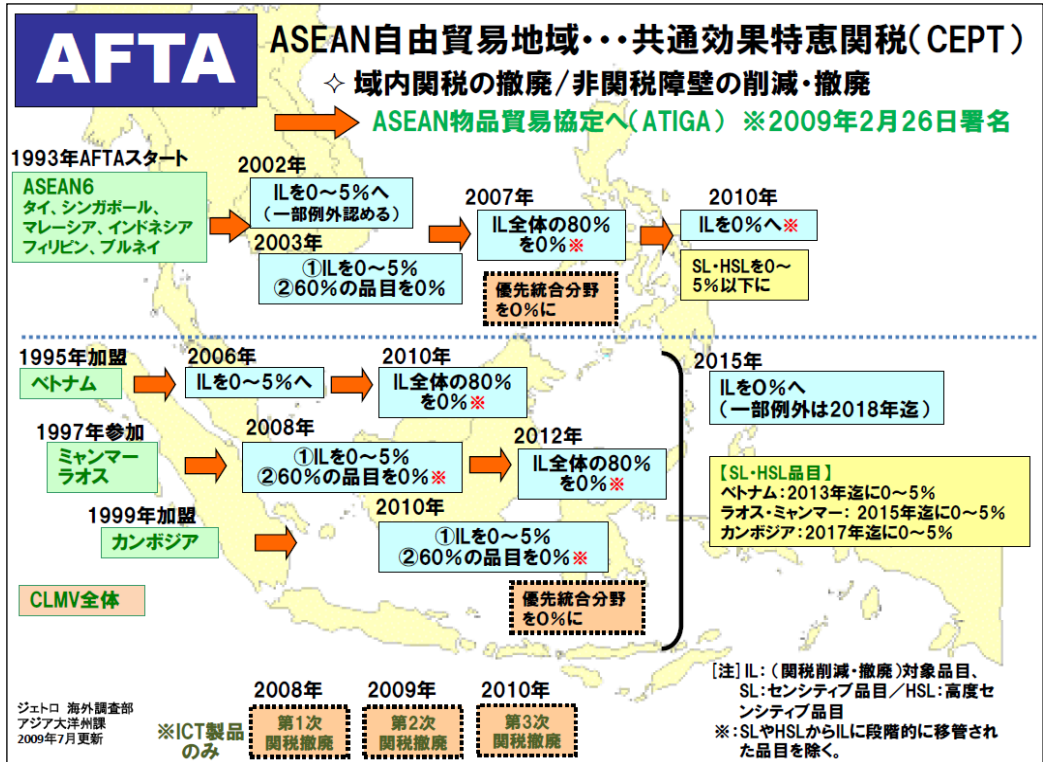 AFTA
ASEAN自由貿易地域・・・共通効果特恵関税(CEPT)
✧ 域内関税の撤廃/非関税障壁の削減・撤廃
ASEAN物品貿易協定へ(ATIGA) ※2009年2月26日署名
1993年AFTAスタート
ASEAN6
タイ、シンガポール、
マレーシア、インドネシア
フィリピン、ブルネイ
2002年
ILを0～5%へ
(一部例外認める)
2003年
①ILを0～5%
②60%の品目を0%
2007年
IL全体の80%
を0%※
優先統合分野
を0%に
2010年
ILを0%へ※
SL・HSLを0～
5%以下に
1995年加盟
ベトナム
2006年
ILを0～5%へ
2010年
IL全体の80%
を0%※
1997年参加
ミャンマー
ラオス
2008年
①ILを0～5%
②60%の品目を0%※
2012年
IL全体の80%
を0%※
1999年加盟
カンボジア
2010年
①ILを0～5%
②60%の品目を0%※
CLMV全体
優先統合分野
を0%に
2015年
ILを0%へ
(一部例外は2018年迄)
【SL・HSL品目】
ベトナム:2013年迄に0～5%
ラオス・ミャンマー: 2015年迄に0～5%
カンボジア:2017年迄に0～5%
ジェトロ 海外調査部
アジア大洋州課
2009年7月更新
※ICT製品
のみ
2008年
第1次
関税撤廃
2009年
第2次
関税撤廃
2010年
第3次
関税撤廃
[注]IL:(関税削減・撤廃)対象品目、
SL:センシティブ品目/HSL:高度セ
ンシティブ品目
※:SLやHSLからILに段階的に移管され
た品目を除く。